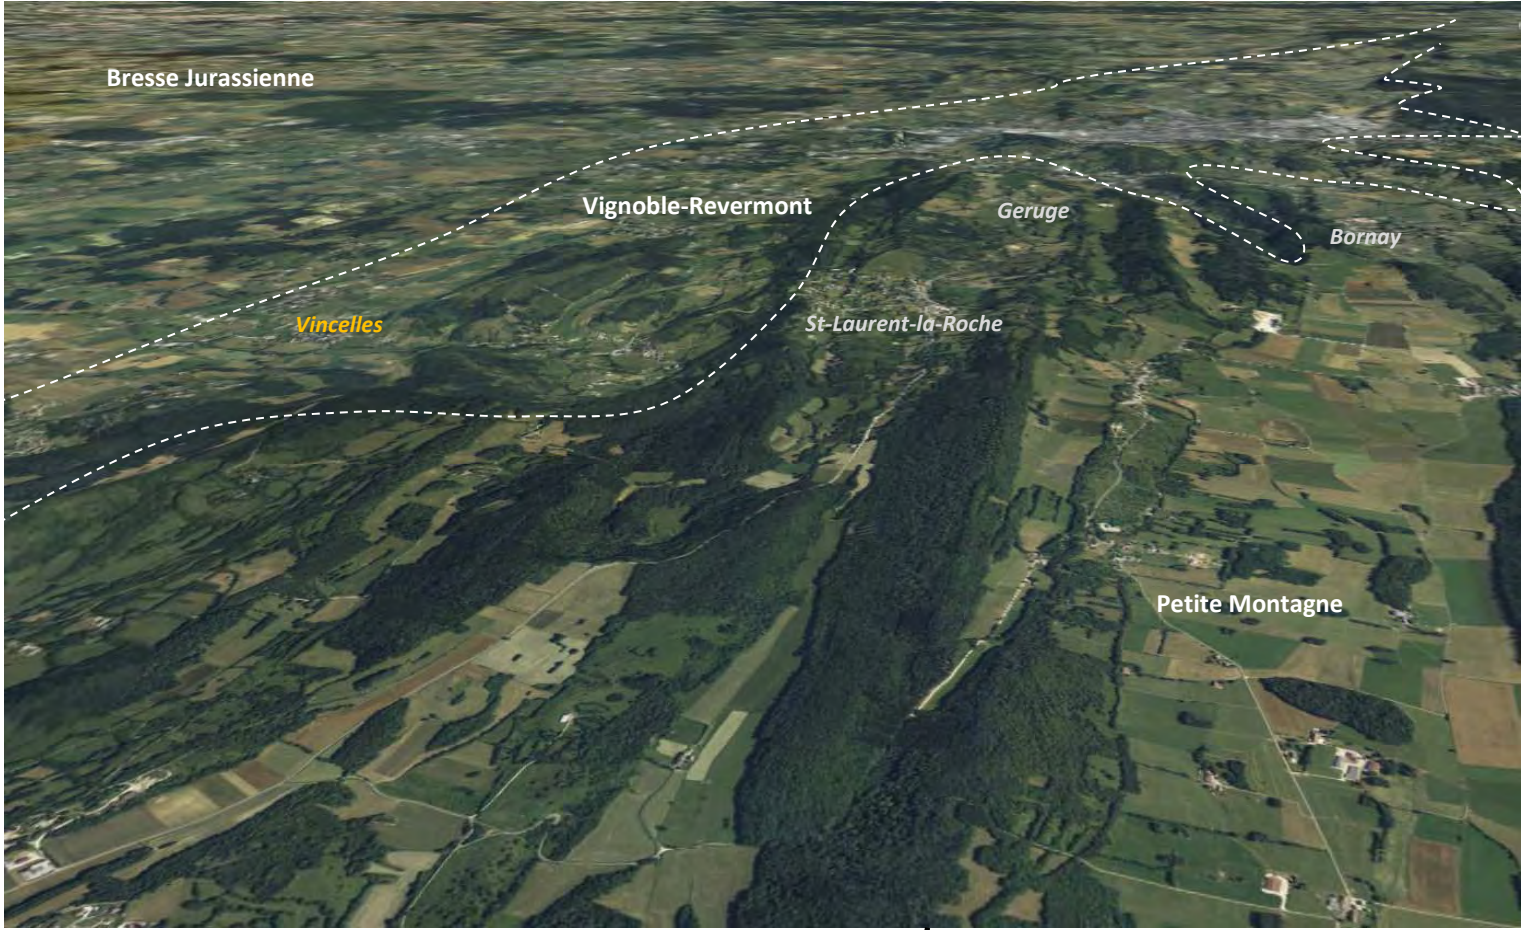 Bresse Jurassienne
Vignoble-Revermont
Geruge
Bornay
Vincelles
St-Laurent-la-Roche
Petite Montagne